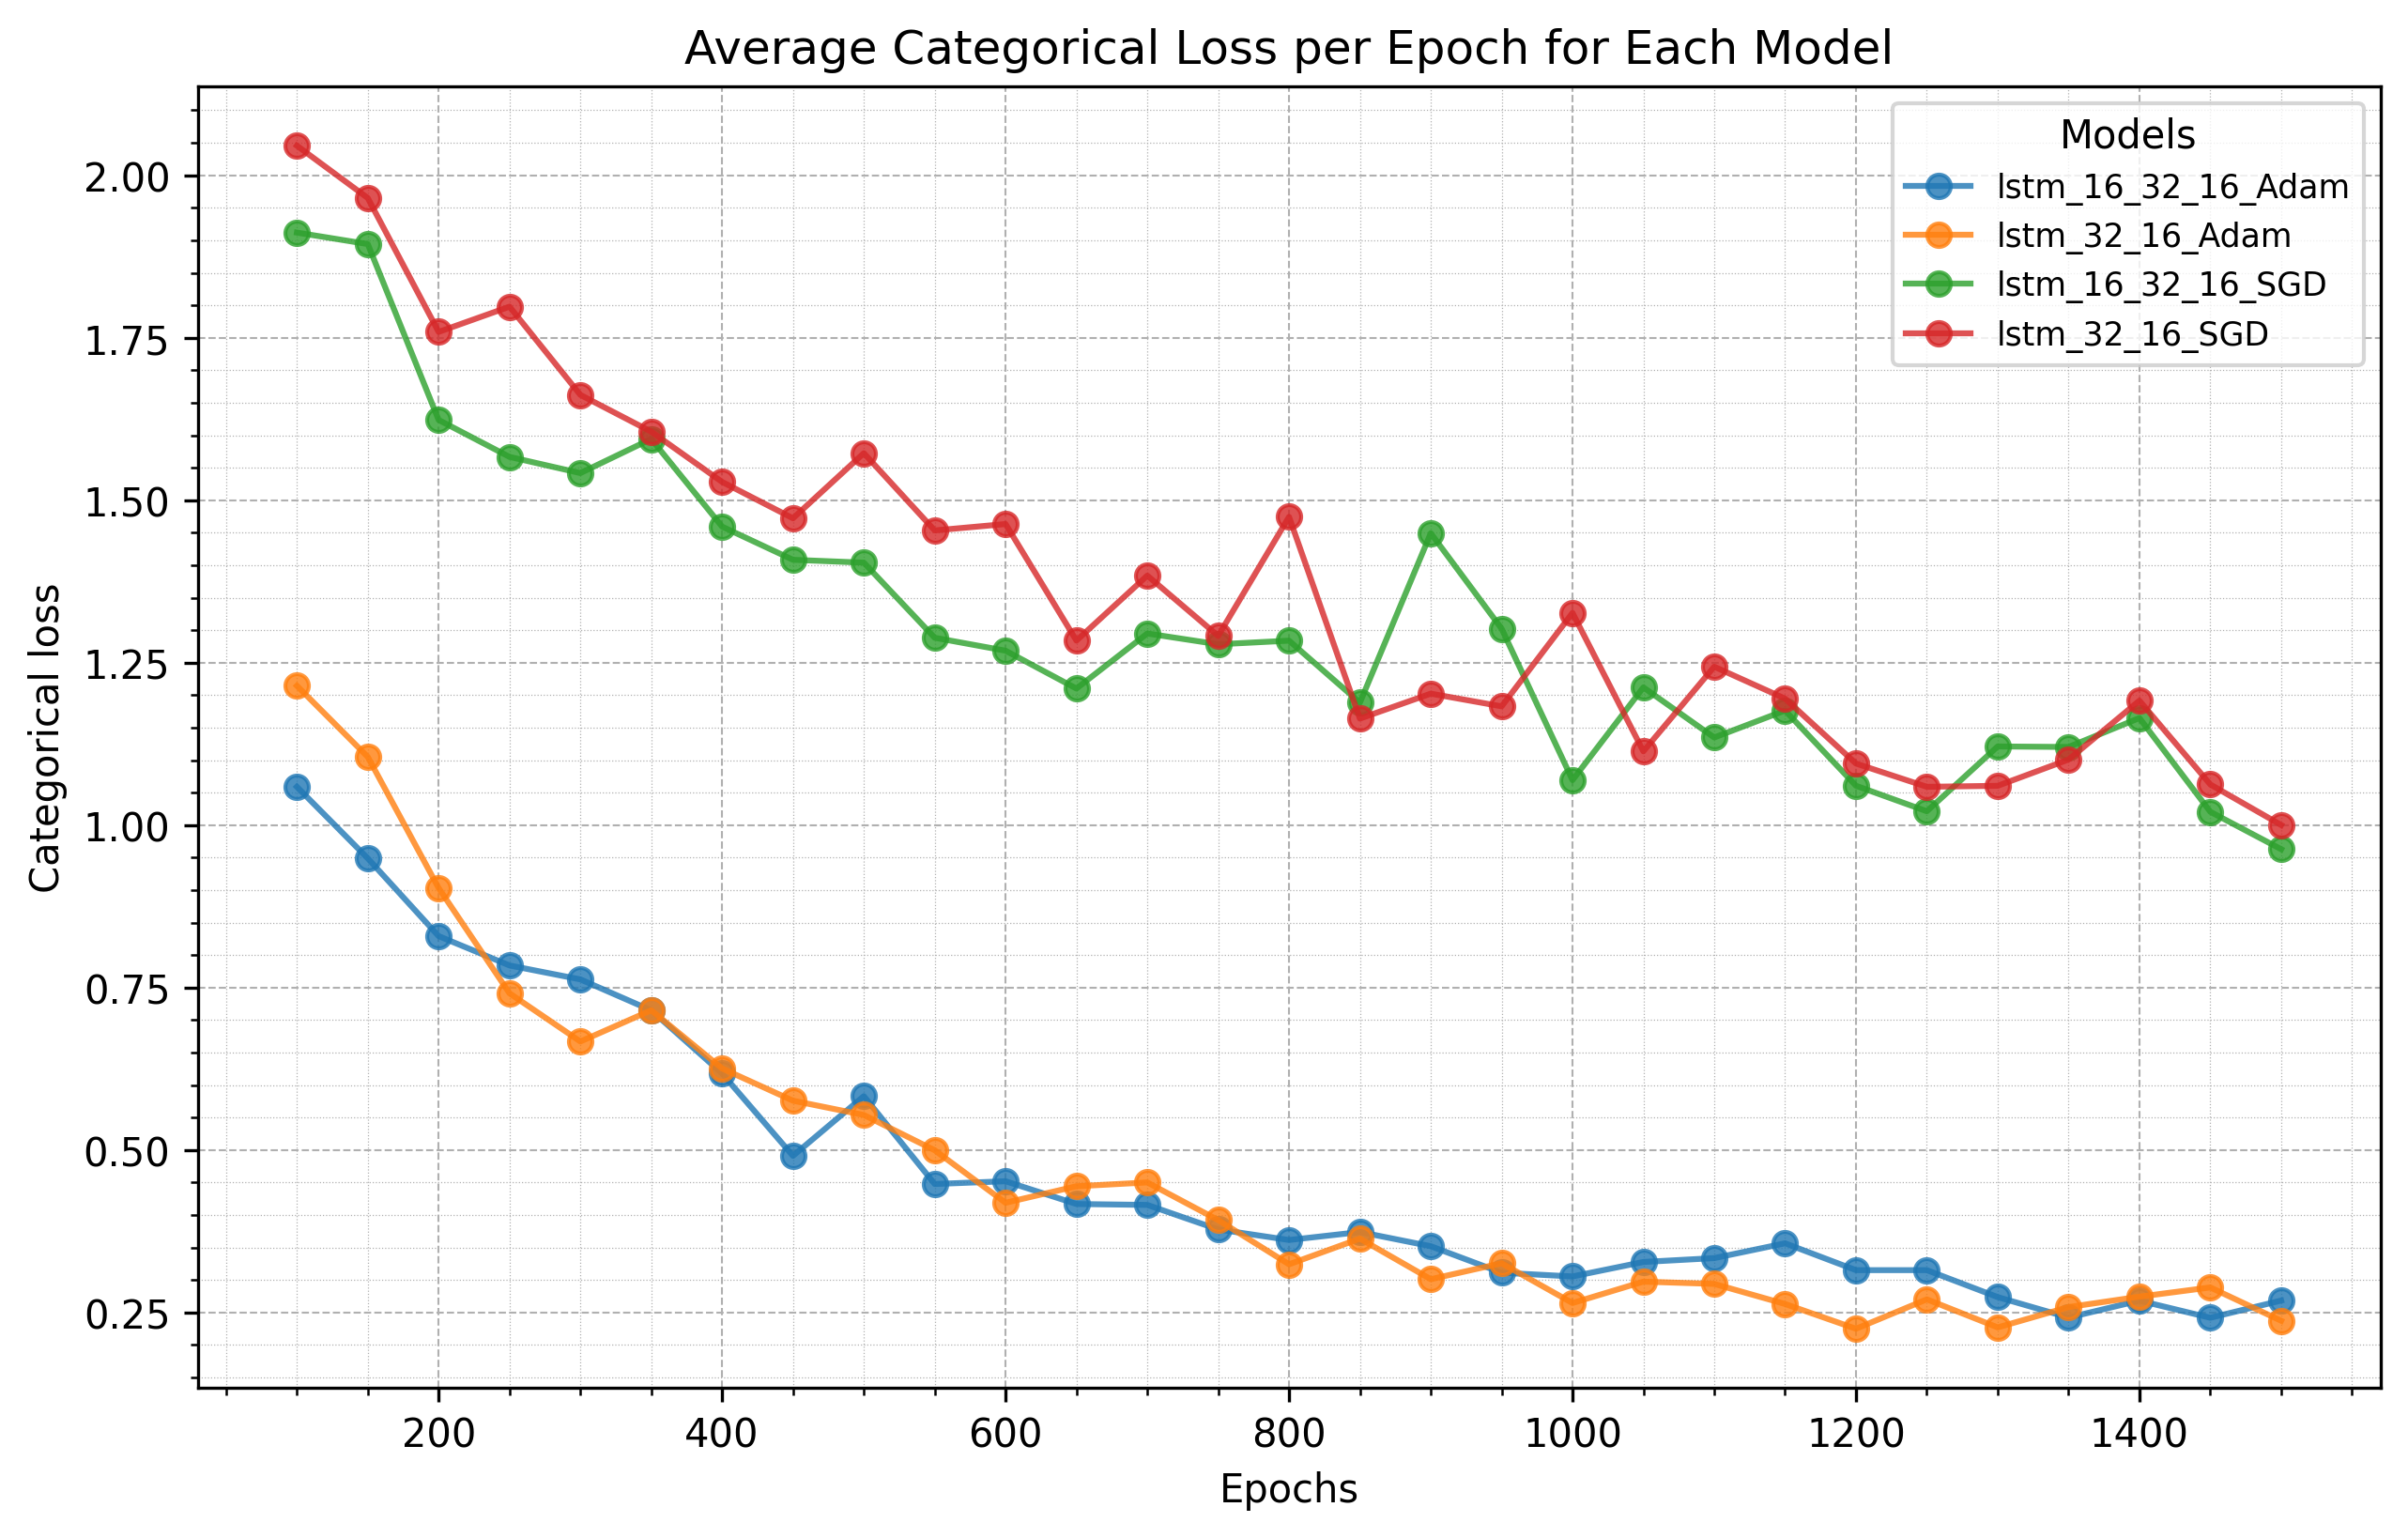 Average Categorical Loss per Epoch for Each Model
Models
lstm_16_32_16_Adam
lstm_32_16_Adam
lstm_16_32_16_SGD
lstm_32_16_SGD
Categorical loss
2.00
1.75
1.50
1.25
1.00
0.75
0.50
0.25
200 400 600 800 1000 1200 1400
Epochs